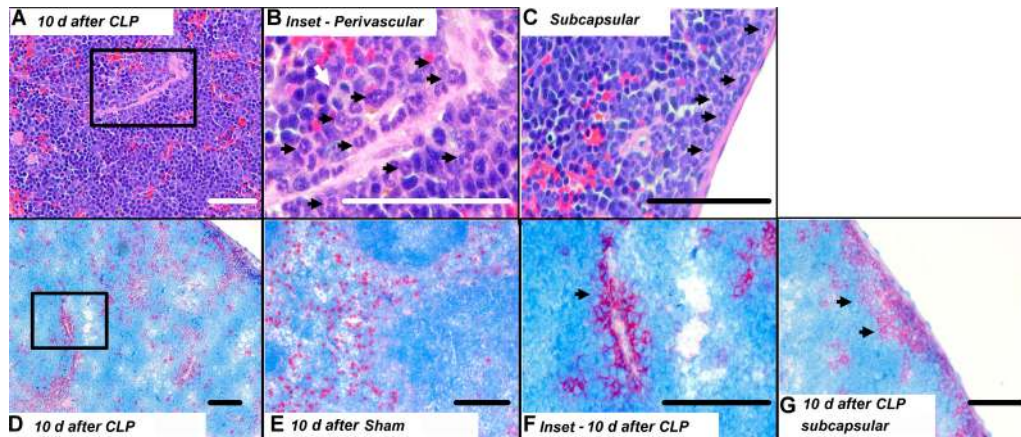 A 10 d after CLP
B Inset - Perivascular
C Subcapsular
D 10 d after CLP
E 10 d after Sham
F Inset - 10 d after CLP
G 10 d after CLP
subcapsular